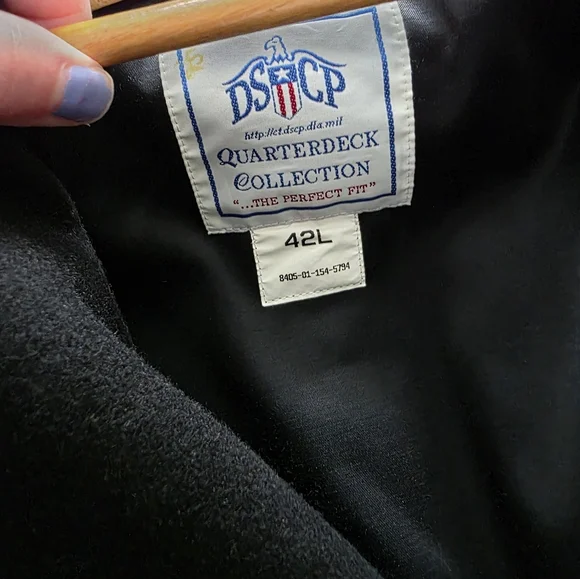 DSCP
http://ct.dscp.dla.mil
QUARTERDECK
COLLECTION
"...THE PERFECT FIT"
42L
8405-01-154-5794